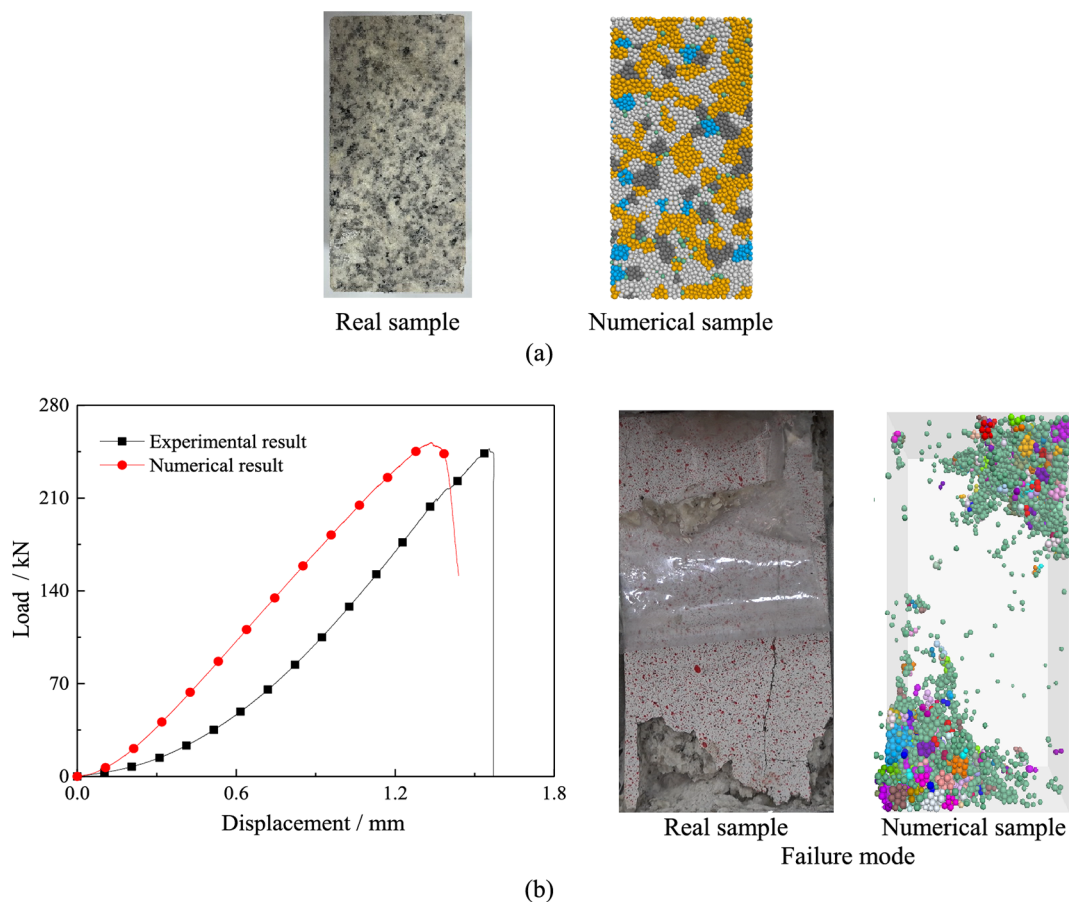 Real sample
Numerical sample
(a)
280
210
140
70
0
Load / kN
Experimental result
Numerical result
0.0
0.6
1.2
1.8
Displacement / mm
Real sample
Numerical sample
Failure mode
(b)